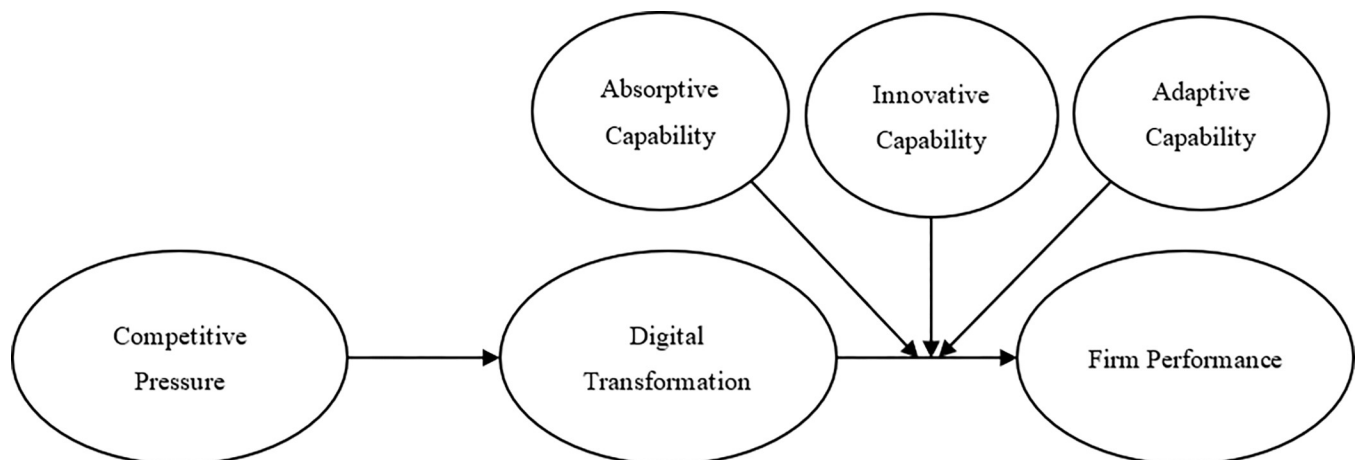 Absorptive
Capability
Innovative
Capability
Adaptive
Capability
Competitive
Pressure
Digital
Transformation
Firm Performance